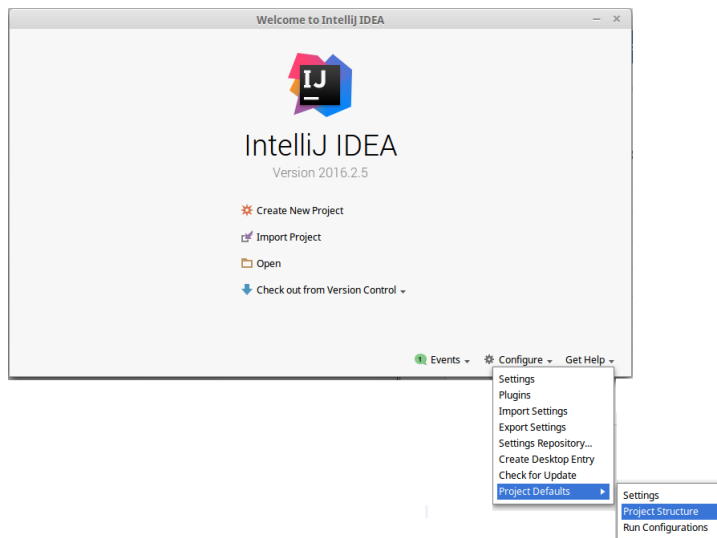 Welcome to IntelliJ IDEA
IJ
IntelliJ IDEA
Version 2016.2.5
Create New Project
Import Project
Open
Check out from Version Control
1 Events Configure Get Help
Settings
Plugins
Import Settings
Export Settings
Settings Repository...
Create Desktop Entry
Check for Update
Project Defaults
Settings
Project Structure
Run Configurations